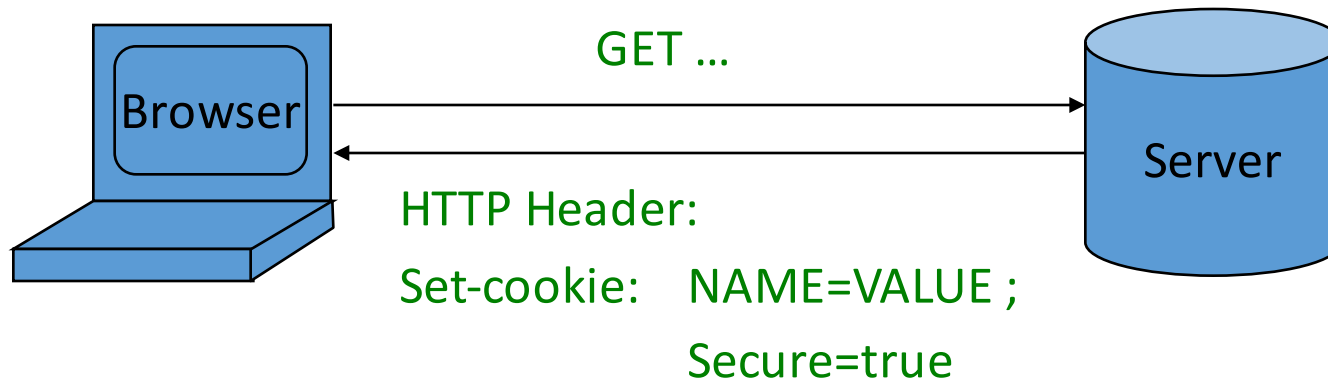 GET ...
Browser
Server
HTTP Header:
Set-cookie: NAME=VALUE ;
Secure=true